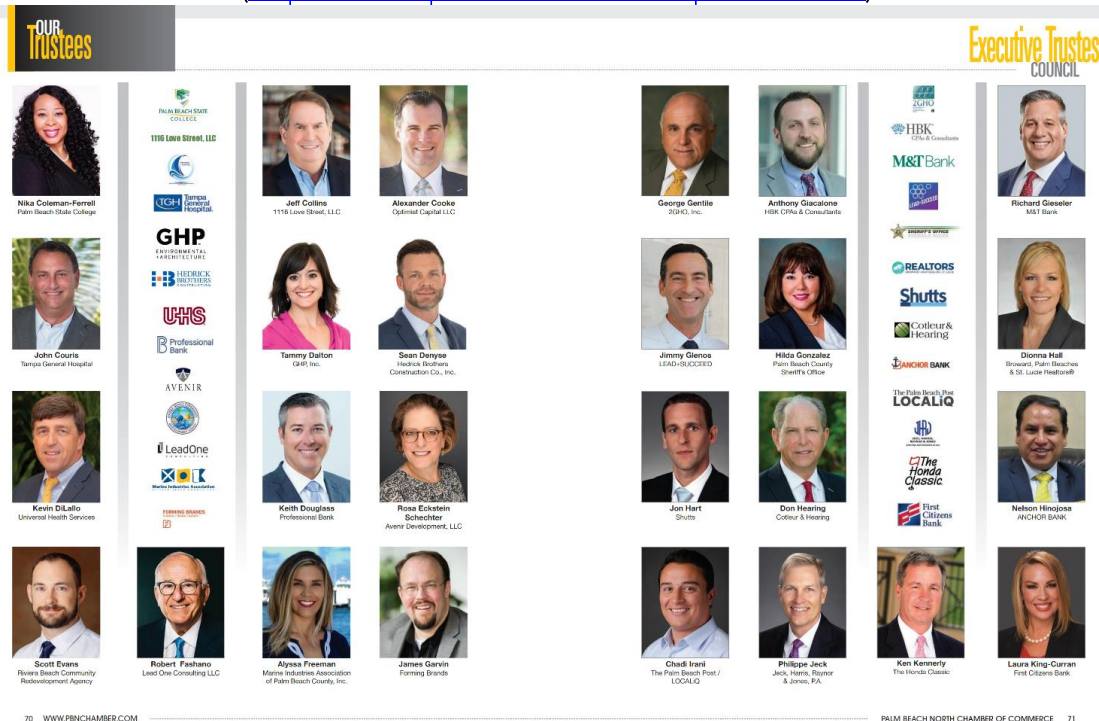 OUR
Trustees
Executive Trustes
COUNCIL
PALM BEACH STATE
COLLEGE
1116 Love Street, LLC
TGH Tampa
General
Hospital
GHP
ENVIRONMENTAL
+ARCHITECTURE
HEDRICK
BROTHERS
CONSTRUCTION
UHS
Professional
Bank
AVENIR
LeadOne
CONSULTING
Marine Industries Association
FORMING BRANDS
Nika Coleman-Ferrell
Palm Beach State College
Jeff Collins
1116 Love Street, LLC
Alexander Cooke
Optimist Capital LLC
John Couris
Tampa General Hospital
Tammy Dalton
GHP, Inc.
Sean Denyse
Hedrick Brothers
Construction Co., Inc.
Kevin DiLallo
Universal Health Services
Keith Douglass
Professional Bank
Rosa Eckstein
Schechter
Avenir Development, LLC
Scott Evans
Riviera Beach Community
Redevelopment Agency
Robert Fashano
Lead One Consulting LLC
Alyssa Freeman
Marine Industries Association
of Palm Beach County, Inc.
James Garvin
Forming Brands
George Gentile
2GHO, Inc.
Anthony Giacalone
HBK CPAs & Consultants
2GHO
HBK
CPAs & Consultants
M&T Bank
LEAD+SUCCEED
SHERIFF'S OFFICE
REALTORS
Shutts
Cotleur&
Hearing
ANCHOR BANK
The Palm Beach Post
LOCALiQ
The
Honda
Classic
First
Citizens
Bank
Richard Gieseler
M&T Bank
Jimmy Glenos
LEAD+SUCCEED
Hilda Gonzalez
Palm Beach County
Sheriff's Office
Dionna Hall
Broward, Palm Beaches
& St. Lucie Realtors®
Jon Hart
Shutts
Don Hearing
Cotleur & Hearing
Nelson Hinojosa
ANCHOR BANK
Chadi Irani
The Palm Beach Post /
LOCALiQ
Philippe Jeck
Jeck, Harris, Raynor
& Jones, P.A.
Ken Kennerly
The Honda Classic
Laura King-Curran
First Citizens Bank
70 WWW.PBNCHAMBER.COM
PALM BEACH NORTH CHAMBER OF COMMERCE 71